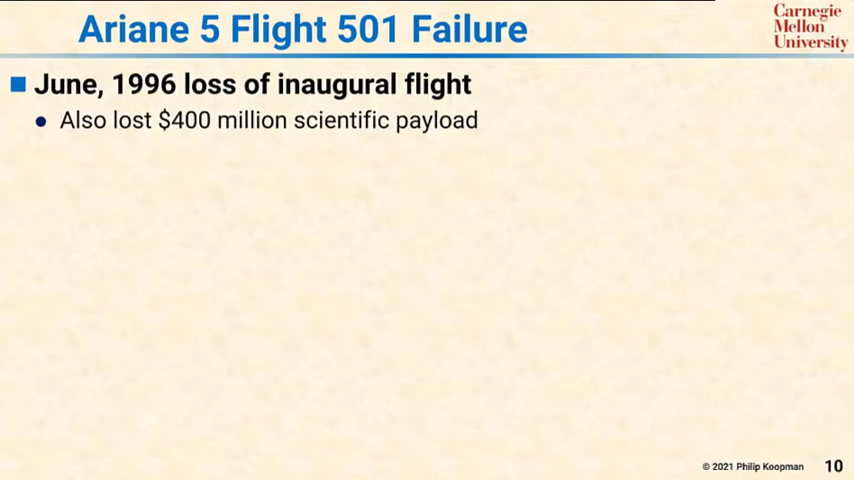 Ariane 5 Flight 501 Failure
Carnegie
Mellon
University
June, 1996 loss of inaugural flight
Also lost $400 million scientific payload
© 2021 Philip Koopman 10